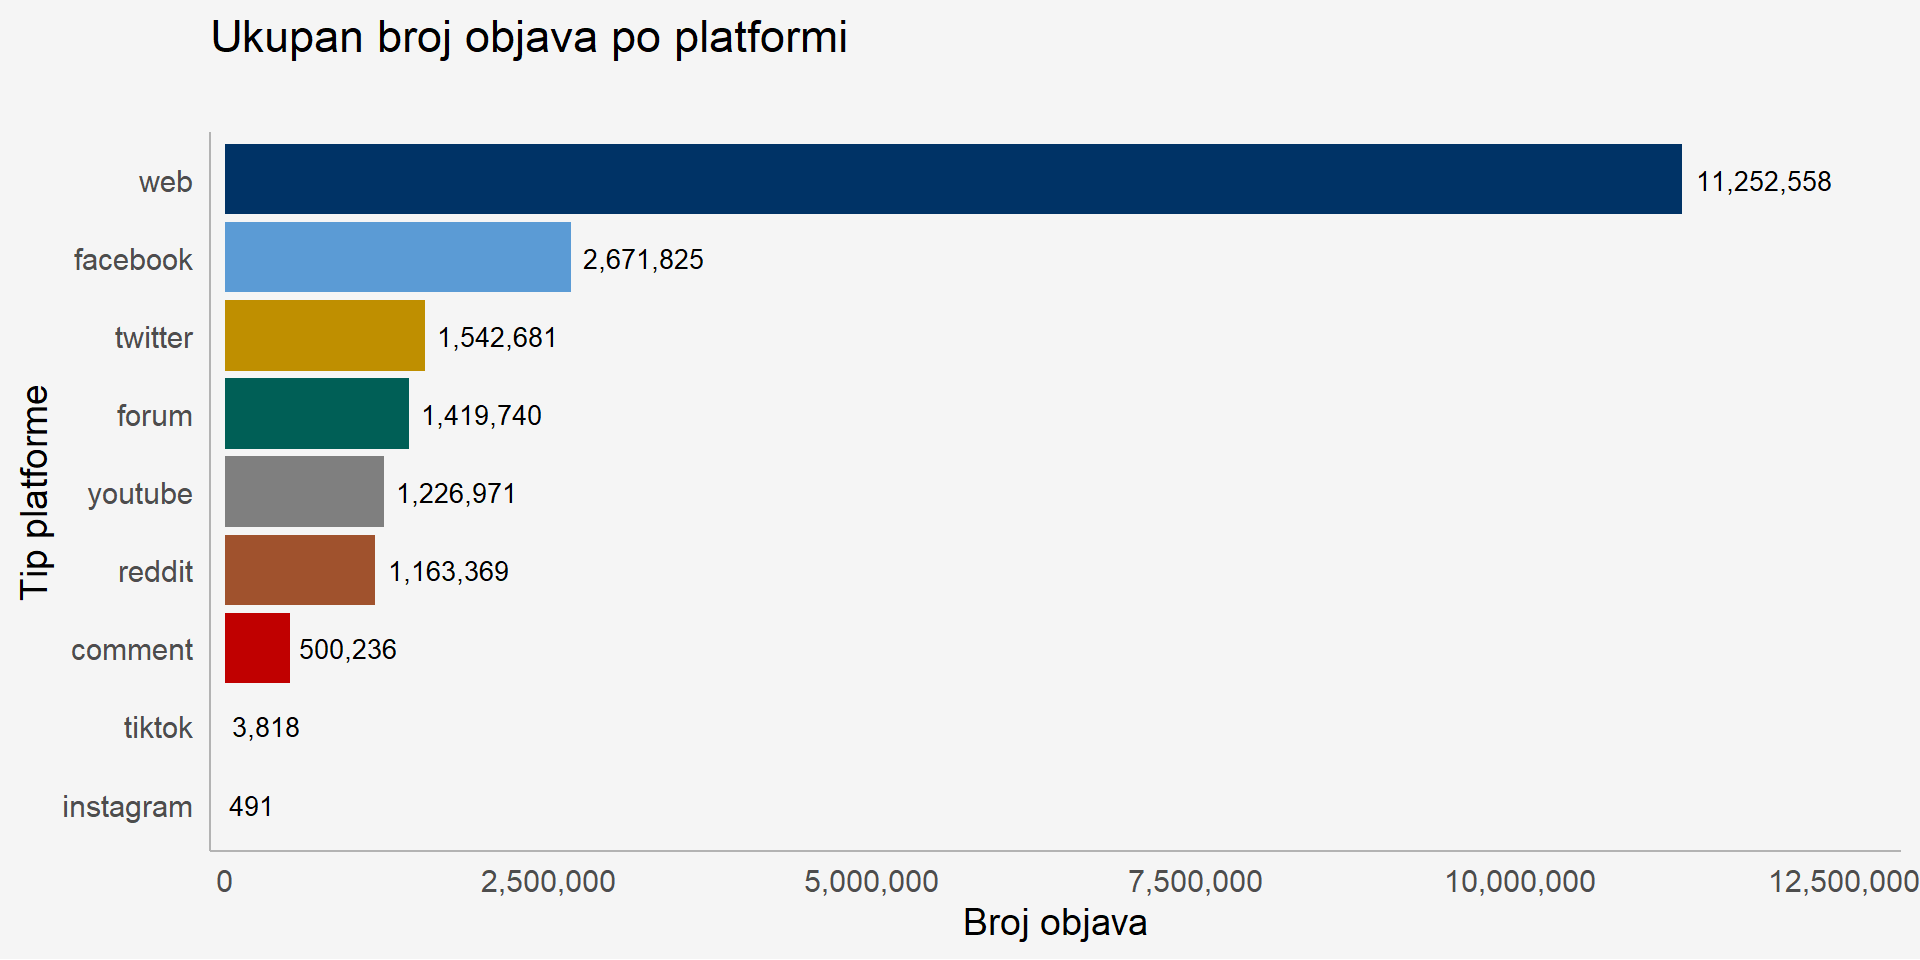 Ukupan broj objava po platformi
Tip platforme
web 11,252,558
facebook 2,671,825
twitter 1,542,681
forum 1,419,740
youtube 1,226,971
reddit 1,163,369
comment 500,236
tiktok 3,818
instagram 491
0 2,500,000 5,000,000 7,500,000 10,000,000 12,500,000
Broj objava